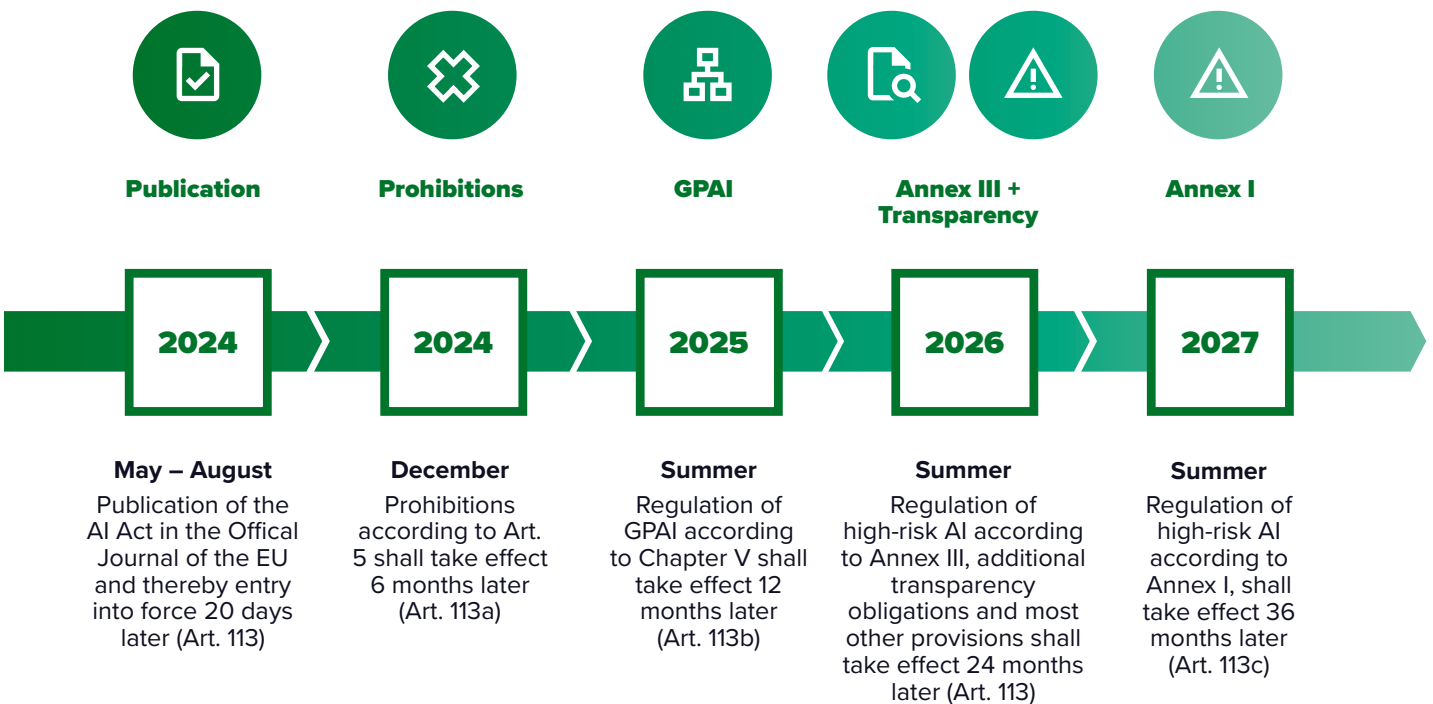 Publication
Prohibitions
GPAI
Annex III +
Transparency
Annex I
2024
2024
2025
2026
2027
May – August
Publication of the
AI Act in the Offical
Journal of the EU
and thereby entry
into force 20 days
later (Art. 113)
December
Prohibitions
according to Art.
5 shall take effect
6 months later
(Art. 113a)
Summer
Regulation of
GPAI according
to Chapter V shall
take effect 12
months later
(Art. 113b)
Summer
Regulation of
high-risk AI according
to Annex III, additional
transparency
obligations and most
other provisions shall
take effect 24 months
later (Art. 113)
Summer
Regulation of
high-risk AI
according to
Annex I, shall
take effect 36
months later
(Art. 113c)